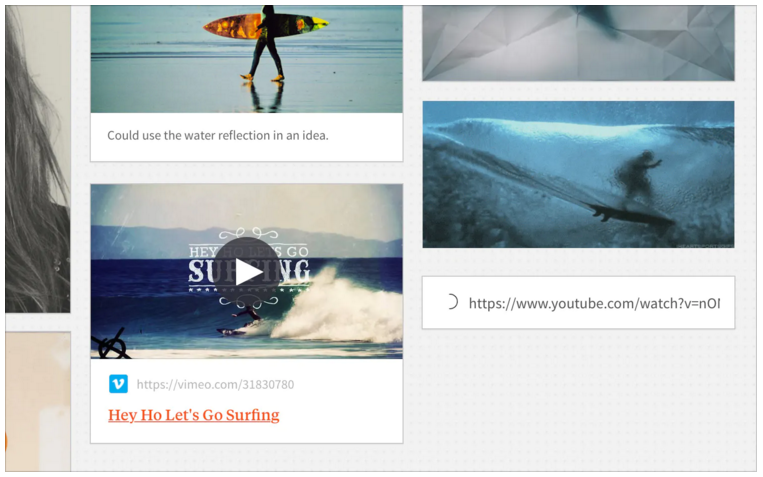 Could use the water reflection in an idea.
HEY HO LET'S GO
SURFING
https://vimeo.com/31830780
Hey Ho Let's Go Surfing
https://www.youtube.com/watch?v=nO